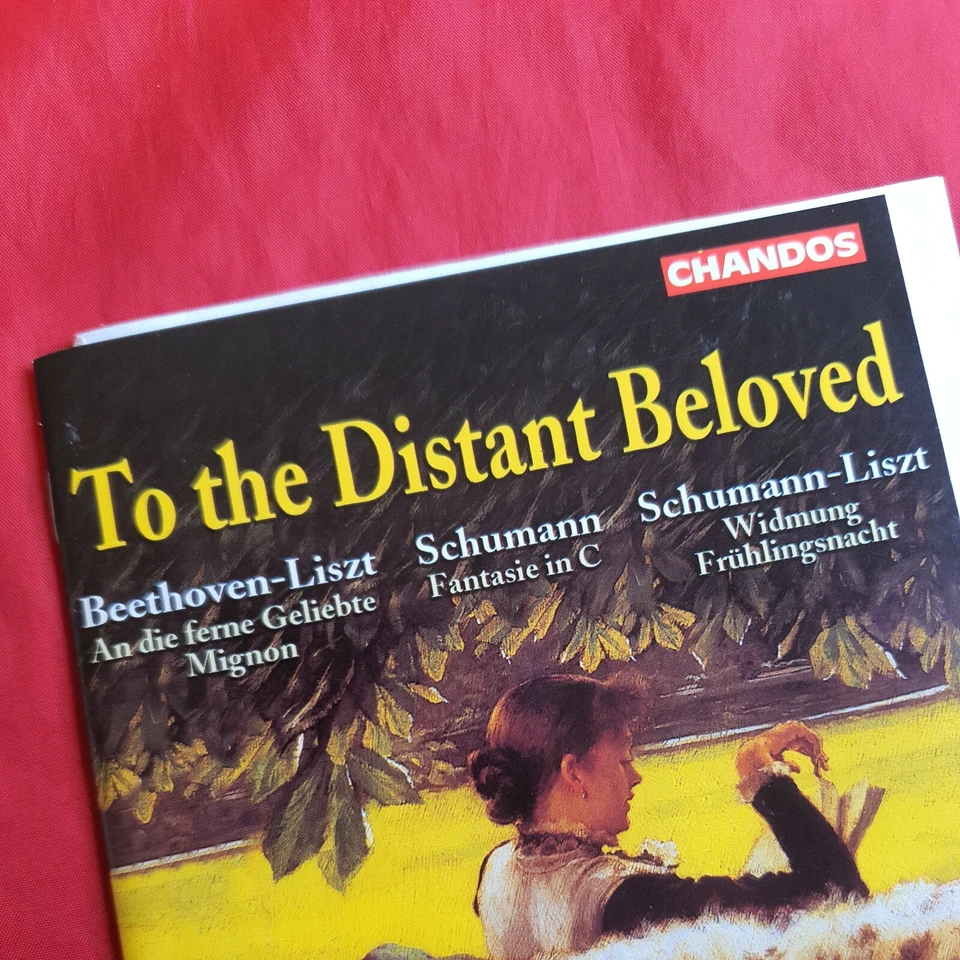 CHANDOS
To the Distant Beloved
Beethoven-Liszt
An die ferne Geliebte
Mignon
Schumann
Fantasie in C
Schumann-Liszt
Widmung
Frühlingsnacht